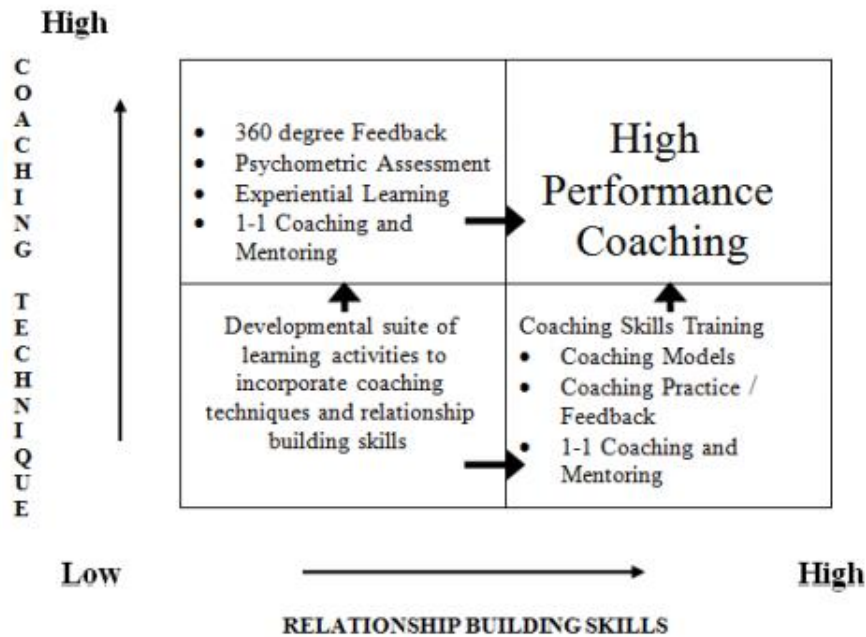 High
COACHING TECHNIQUE
• 360 degree Feedback
• Psychometric Assessment
• Experiential Learning
• 1-1 Coaching and
Mentoring
High
Performance
Coaching
Developmental suite of
learning activities to
incorporate coaching
techniques and relationship
building skills
Coaching Skills Training
• Coaching Models
• Coaching Practice /
Feedback
• 1-1 Coaching and
Mentoring
Low
High
RELATIONSHIP BUILDING SKILLS